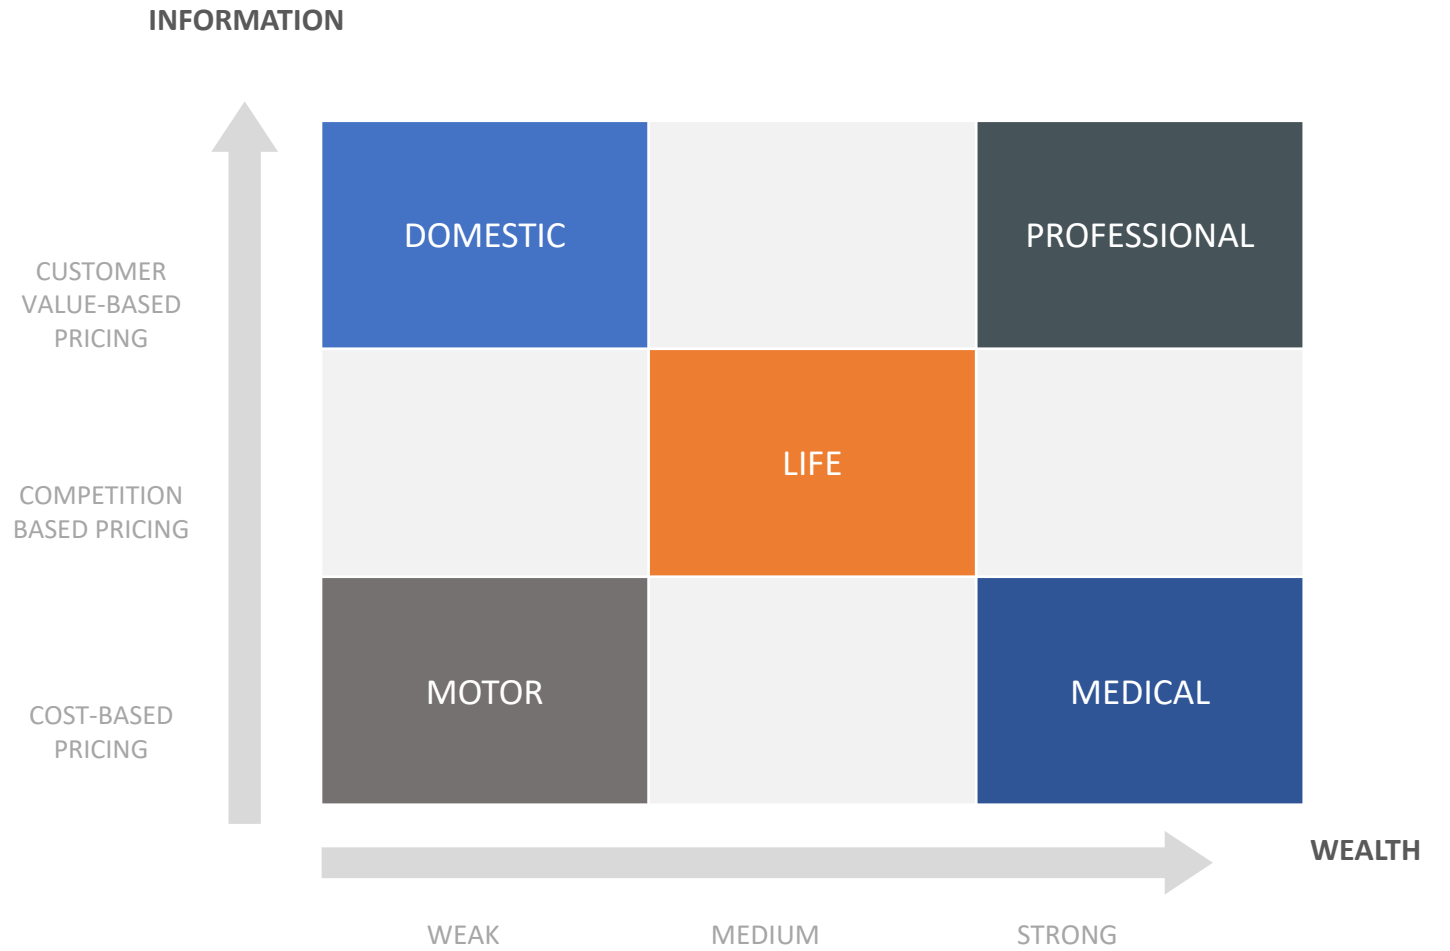 INFORMATION
DOMESTIC
PROFESSIONAL
CUSTOMER
VALUE-BASED
PRICING
LIFE
COMPETITION
BASED PRICING
MOTOR
MEDICAL
COST-BASED
PRICING
WEALTH
WEAK
MEDIUM
STRONG